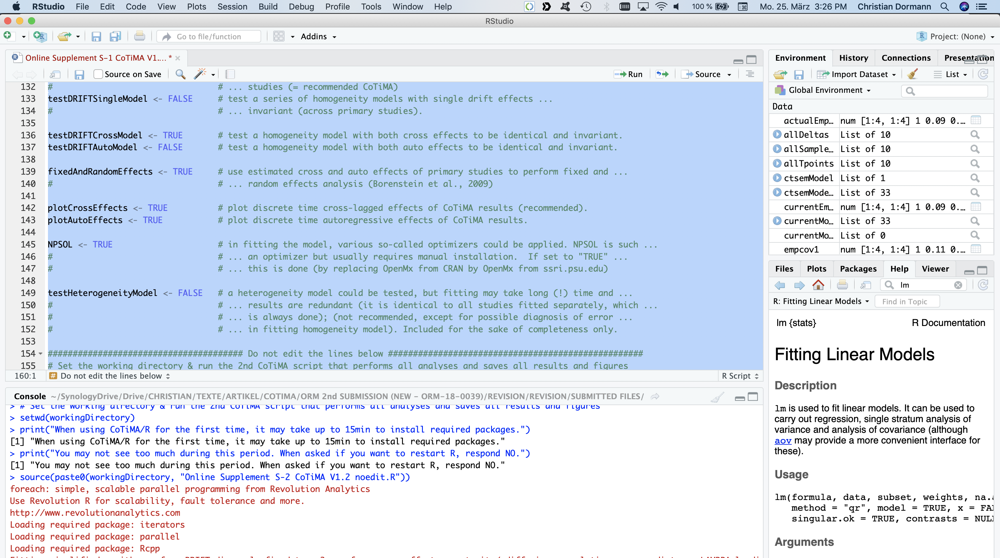 RStudio File Edit Code View Plots Session Build Debug Profile Tools Window Help 100 % Mo. 25. März 3:26 PM Christian Dormann
RStudio
Go to file/function Addins Project: (None)
Online Supplement S-1 CoTiMA V1.... *
Source on Save Run Source
132 # # ... studies (= recommended CoTiMA)
133 testDRIFTSingleModel <- FALSE # test a series of homogeneity models with single drift effects ...
134 # # ... invariant (across primary studies).
135
136 testDRIFTCrossModel <- TRUE # test a homogeneity model with both cross effects to be identical and invariant.
137 testDRIFTAutoModel <- FALSE # test a homogeneity model with both auto effects to be identical and invariant.
138
139 fixedAndRandomEffects <- TRUE # use estimated cross and auto effects of primary studies to perform fixed and ...
140 # # ... random effects analysis (Borenstein et al., 2009)
141
142 plotCrossEffects <- TRUE # plot discrete time cross-lagged effects of CoTiMA results (recommended).
143 plotAutoEffects <- TRUE # plot discrete time autoregressive effects of CoTiMA results.
144
145 NPSOL <- TRUE # in fitting the model, various so-called optimizers could be applied. NPSOL is such ...
146 # # ... an optimizer but usually requires manual installation.  If set to "TRUE" ...
147 # # ... this is done (by replacing OpenMx from CRAN by OpenMx from ssri.psu.edu)
148
149 testHeterogeneityModel <- FALSE # a heterogeneity model could be tested, but fitting may take long (!) time and ...
150 # # ... results are redundant (it is identical to all studies fitted separately, which ...
151 # # ... is always done); (not recommended, except for possible diagnosis of error ...
152 # # ... in fitting homogeneity model). Included for the sake of completeness only.
153
154 ####################################### Do not edit the lines below ###################################################
155 # Set the working directory & run the 2nd CoTiMA script that performs all analyses and saves all results and figures
160:1 # Do not edit the lines below R Script
Console ~/SynologyDrive/Drive/CHRISTIAN/TEXTE/ARTIKEL/COTIMA/ORM 2nd SUBMISSION (NEW – ORM-18-0039)/REVISION/REVISION/SUBMITTED FILES/
> # Set the working directory & run the 2nd CoTiMA script that performs all analyses and saves all results and figures
> setwd(workingDirectory)
> print("When using CoTiMA/R for the first time, it may take up to 15min to install required packages.")
[1] "When using CoTiMA/R for the first time, it may take up to 15min to install required packages."
> print("You may not see too much during this period. When asked if you want to restart R, respond NO.")
[1] "You may not see too much during this period. When asked if you want to restart R, respond NO."
> source(paste0(workingDirectory, "Online Supplement S-2 CoTiMA V1.2 noedit.R"))
foreach: simple, scalable parallel programming from Revolution Analytics
Use Revolution R for scalability, fault tolerance and more.
http://www.revolutionanalytics.com
Loading required package: iterators
Loading required package: parallel
Loading required package: Rcpp
Environment History Connections Presentation
Import Dataset List
Global Environment
Data
actualEmp… num [1:4, 1:4] 1 0.09 0.…
allDeltas List of 10
allSample… List of 10
allTpoints List of 10
ctsemModel List of 1
ctsemMode… List of 33
currentEm… num [1:4, 1:4] 1 0.09 0.…
currentMo… List of 33
currentMo… List of 0
empcov1 num [1:4, 1:4] 1 0.11 0.…
Files Plots Packages Help Viewer
lm
R: Fitting Linear Models Find in Topic
lm {stats} R Documentation
Fitting Linear Models
Description
lm is used to fit linear models. It can be used to
carry out regression, single stratum analysis of
variance and analysis of covariance (although
aov may provide a more convenient interface for
these).
Usage
lm(formula, data, subset, weights, na.a
method = "qr", model = TRUE, x = FAL
singular.ok = TRUE, contrasts = NULL
Arguments